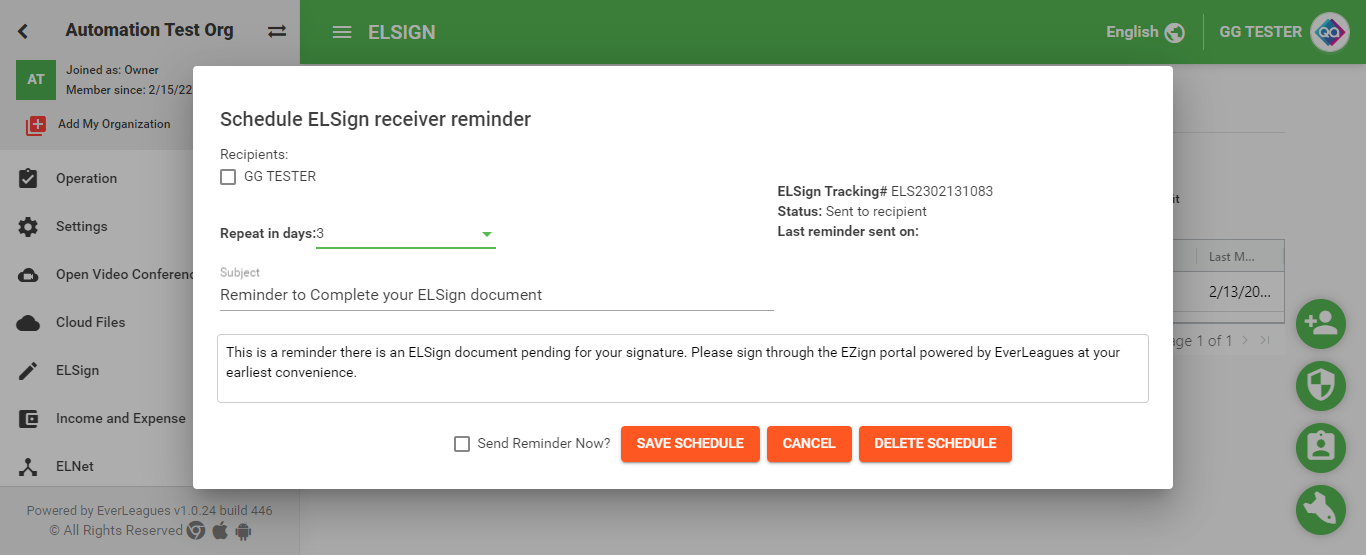 Automation Test Org
AT
Joined as: Owner
Member since: 2/15/22
Add My Organization
Operation
Settings
Open Video Conferenc
Cloud Files
ELSign
Income and Expense
ELNet
Powered by EverLeagues v1.0.24 build 446
© All Rights Reserved
ELSIGN
English
GG TESTER
Schedule ELSign receiver reminder
Recipients:
GG TESTER
Repeat in days:3
ELSign Tracking# ELS2302131083
Status: Sent to recipient
Last reminder sent on:
Subject
Reminder to Complete your ELSign document
This is a reminder there is an ELSign document pending for your signature. Please sign through the EZign portal powered by EverLeagues at your
earliest convenience.
Send Reminder Now?
SAVE SCHEDULE
CANCEL
DELETE SCHEDULE
it
Last M...
2/13/20...
age 1 of 1